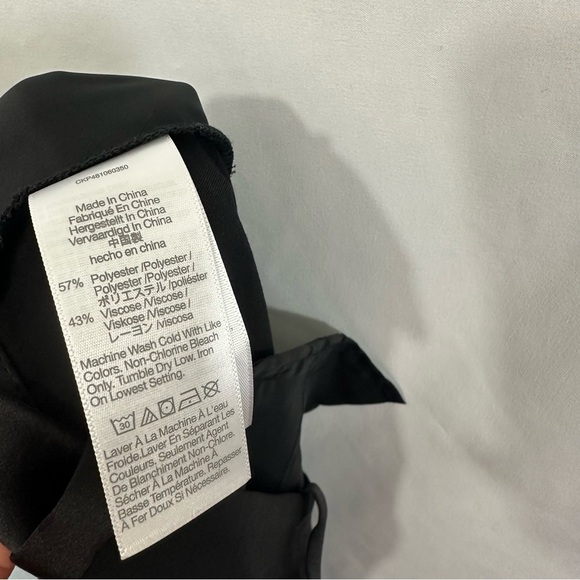 CKP481060350
Made In China
Fabriqué En Chine
Hergestellt In China
Vervaardigd In China
中国製
hecho en china
57% Polyester /Polyester /
Polyester /Polyester /
ポリエステル /poliéster
43% Viscose /Viscose /
Viskose /Viscose /
レーヨン /Viscosa
Machine Wash Cold With Like
Colors. Non-Chlorine Bleach
Only. Tumble Dry Low. Iron
On Lowest Setting.
30
Laver À La Machine À L'eau
Froide.Laver En Séparant Les
Couleurs. Seulement Agent
De Blanchiment Non-Chlore.
Sécher À La Machine À
Basse Température. Repasser
À Fer Doux Si Nécessaire.